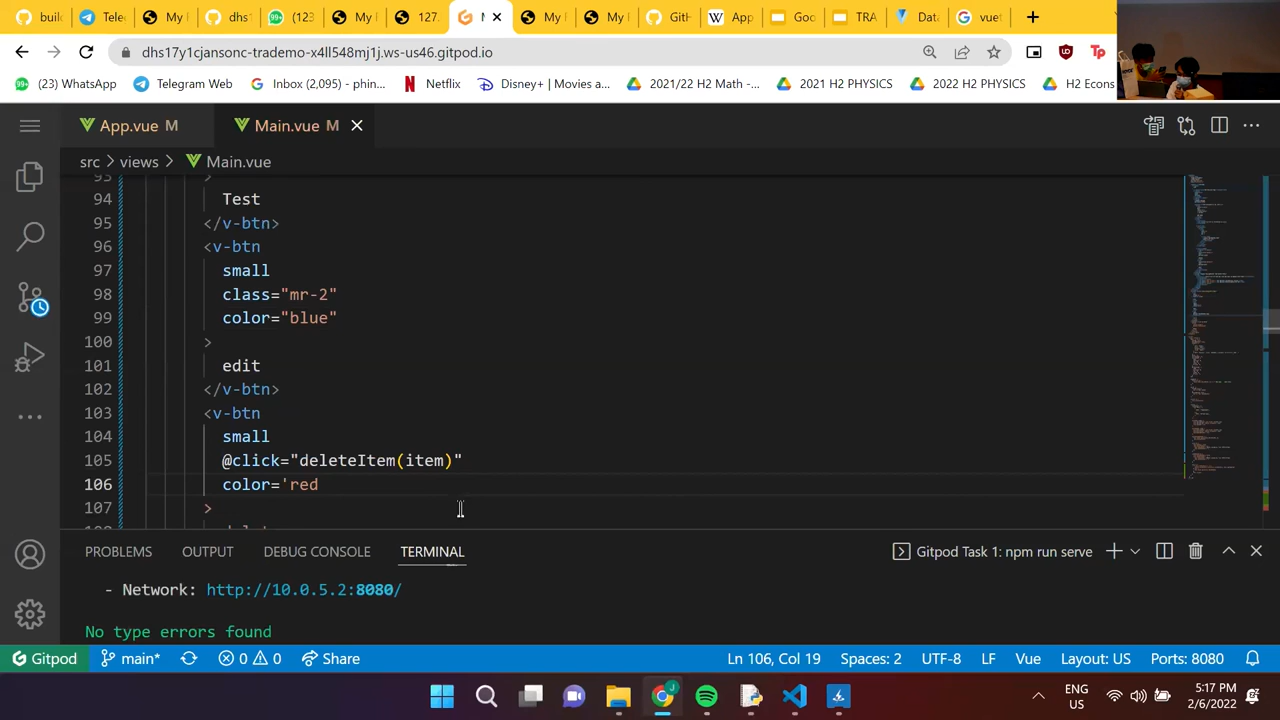 builc
Telec
My I
dhs1
(123
My I
127.
M
My I
My I
GitH
App
Goo
TRA
Data
vuet
dhs17y1cjansonc-trademo-x4ll548mj1j.ws-us46.gitpod.io
(23) WhatsApp
Telegram Web
Inbox (2,095) - phin...
Netflix
Disney+ | Movies a...
2021/22 H2 Math -...
2021 H2 PHYSICS
2022 H2 PHYSICS
H2 Econs
App.vue M
Main.vue M
src > views > Main.vue
93 >
94 Test
95 </v-btn>
96 <v-btn
97 small
98 class="mr-2"
99 color="blue"
100 >
101 edit
102 </v-btn>
103 <v-btn
104 small
105 @click="deleteItem(item)"
106 color='red
107 >
PROBLEMS OUTPUT DEBUG CONSOLE TERMINAL
Gitpod Task 1: npm run serve
- Network: http://10.0.5.2:8080/
No type errors found
Gitpod main* 0 0 Share
Ln 106, Col 19 Spaces: 2 UTF-8 LF Vue Layout: US Ports: 8080
ENG
US
5:17 PM
2/6/2022